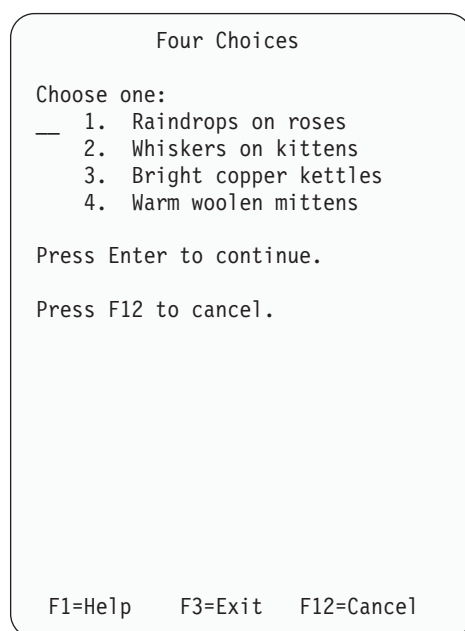 Four Choices
Choose one:
__ 1. Raindrops on roses
2. Whiskers on kittens
3. Bright copper kettles
4. Warm woolen mittens
Press Enter to continue.
Press F12 to cancel.
F1=Help F3=Exit F12=Cancel